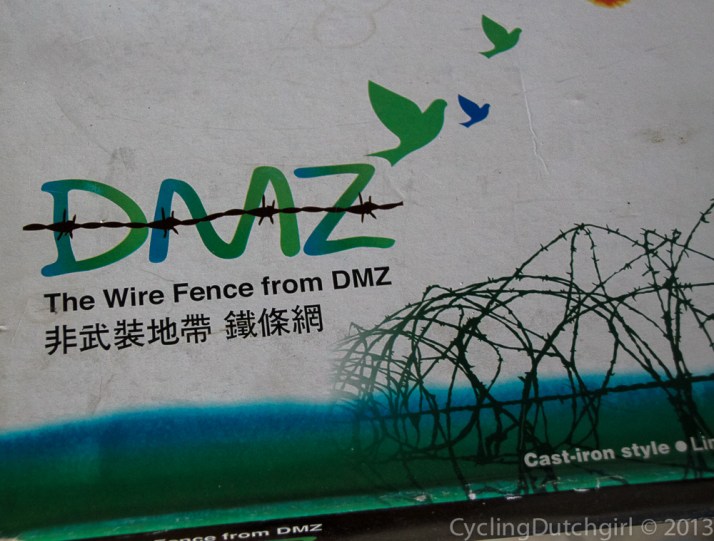 DMZ
The Wire Fence from DMZ
非武裝地帶 鐵條網
Cast-iron style ●
Fence from DMZ
CyclingDutchgirl © 2013